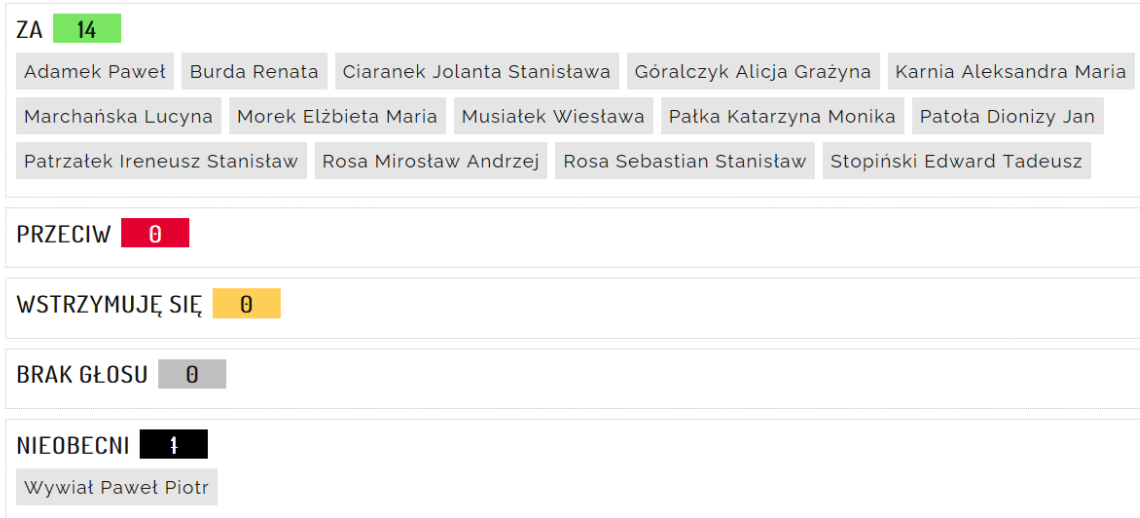 ZA 14
Adamek Paweł Burda Renata Ciaranek Jolanta Stanisława Góralczyk Alicja Grażyna Karnia Aleksandra Maria
Marchańska Lucyna Morek Elżbieta Maria Musiałek Wiesława Pałka Katarzyna Monika Patoła Dionizy Jan
Patrzałek Ireneusz Stanisław Rosa Mirosław Andrzej Rosa Sebastian Stanisław Stopiński Edward Tadeusz
PRZECIW 0
WSTRZYMUJĘ SIĘ 0
BRAK GŁOSU 0
NIEOBECNI 1
Wywiał Paweł Piotr